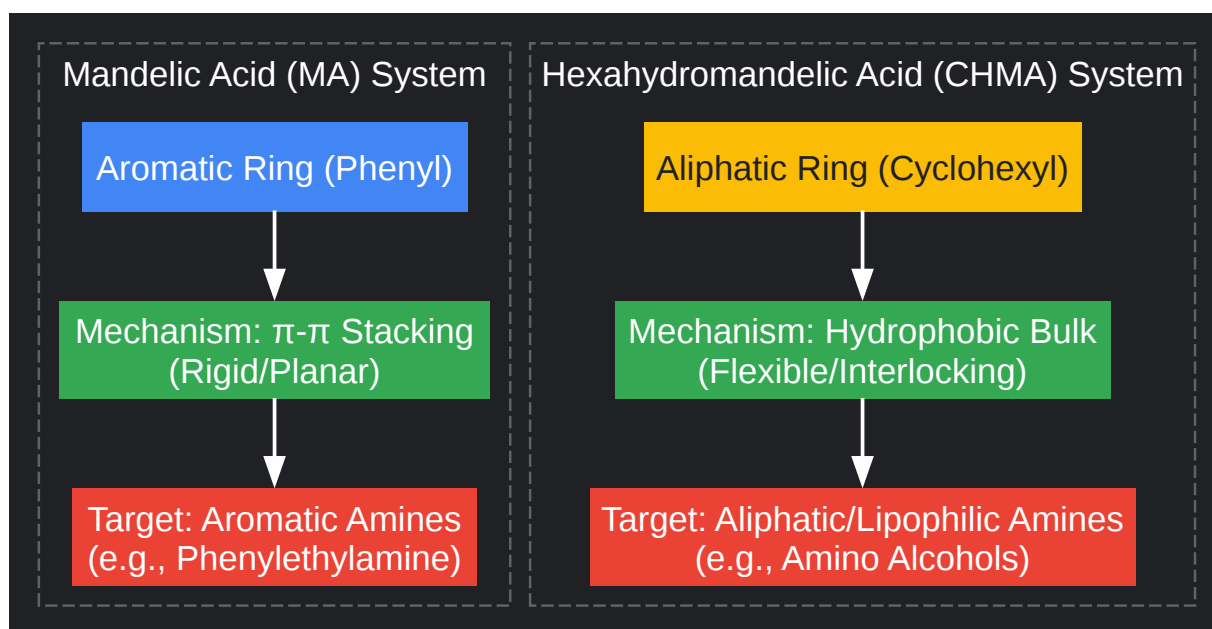 Mandelic Acid (MA) System
Aromatic Ring (Phenyl)
Mechanism: π-π Stacking
(Rigid/Planar)
Target: Aromatic Amines
(e.g., Phenylethylamine)
Hexahydromandelic Acid (CHMA) System
Aliphatic Ring (Cyclohexyl)
Mechanism: Hydrophobic Bulk
(Flexible/Interlocking)
Target: Aliphatic/Lipophilic Amines
(e.g., Amino Alcohols)